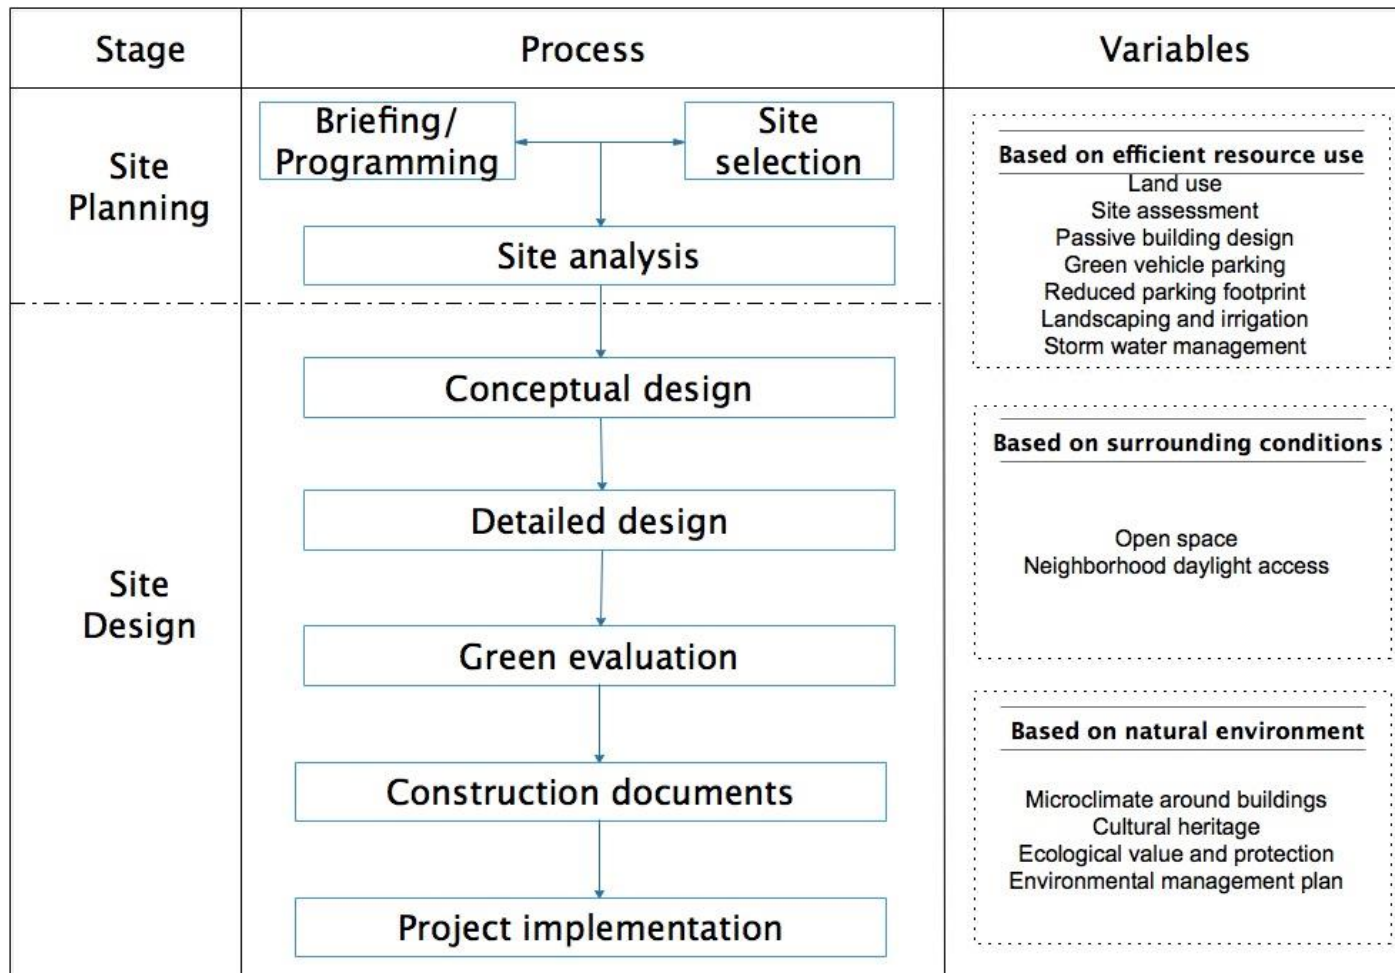 Stage
Process
Variables
Site
Planning
Briefing/
Programming
Site
selection
Site analysis
Based on efficient resource use
Land use
Site assessment
Passive building design
Green vehicle parking
Reduced parking footprint
Landscaping and irrigation
Storm water management
Site
Design
Conceptual design
Detailed design
Green evaluation
Construction documents
Project implementation
Based on surrounding conditions
Open space
Neighborhood daylight access
Based on natural environment
Microclimate around buildings
Cultural heritage
Ecological value and protection
Environmental management plan